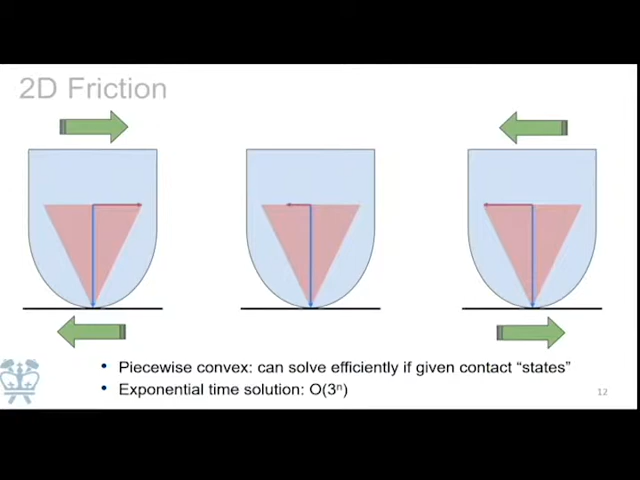 2D Friction
• Piecewise convex: can solve efficiently if given contact “states”
• Exponential time solution: O(3ⁿ)
12